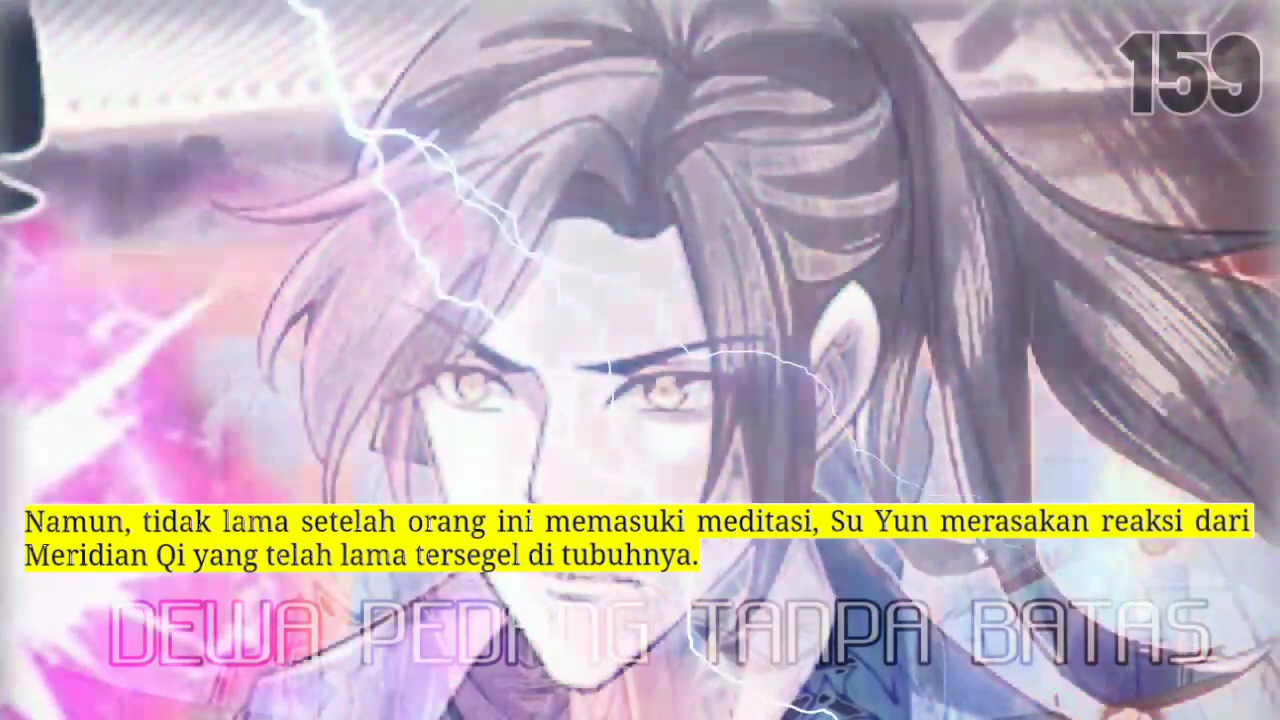 159
Namun, tidak lama setelah orang ini memasuki meditasi, Su Yun merasakan reaksi dari
Meridian Qi yang telah lama tersegel di tubuhnya.
DEWA PEDANG TANPA BATAS